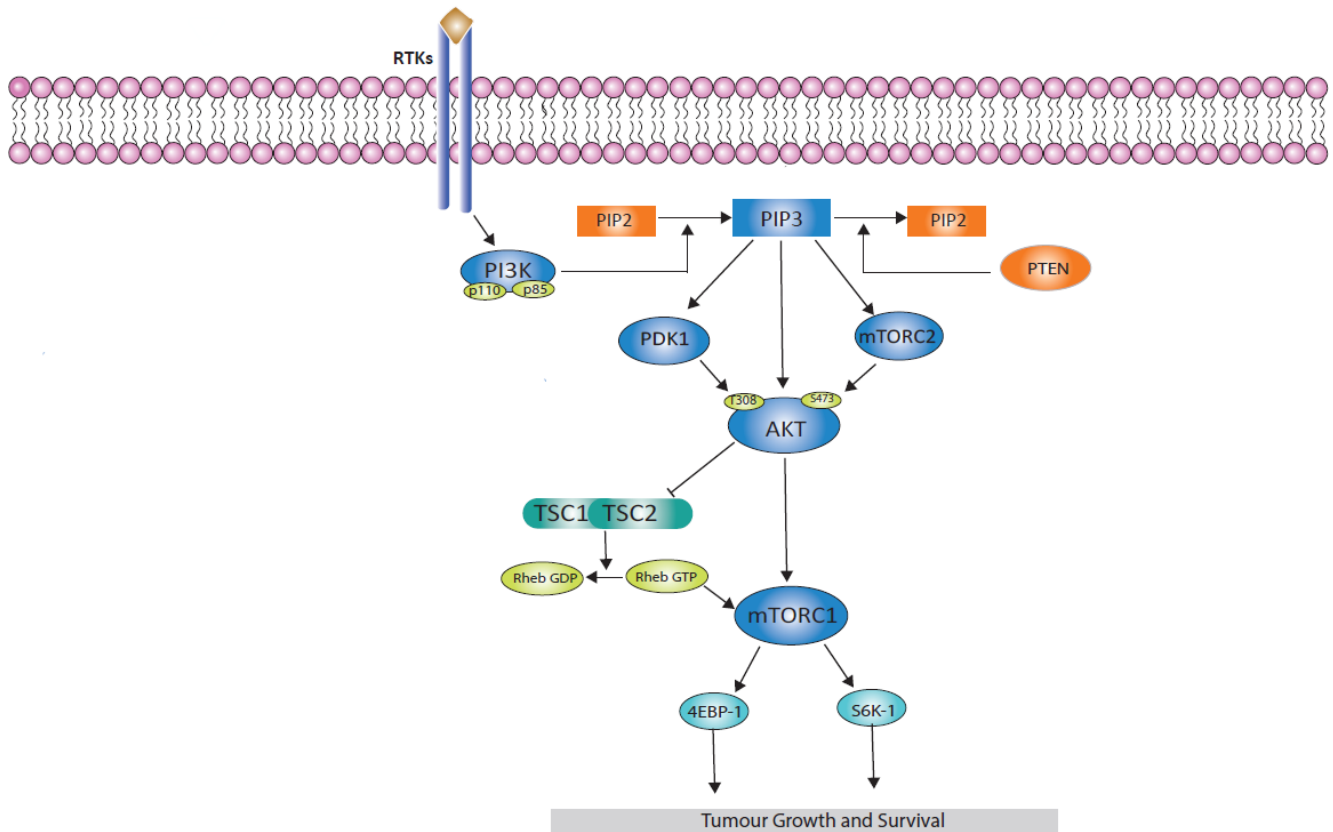 RTKs
PIP2
PIP3
PIP2
PI3K
PTEN
p110
p85
PDK1
mTORC2
T308
S473
AKT
TSC1
TSC2
Rheb GDP
Rheb GTP
mTORC1
4EBP-1
S6K-1
Tumour Growth and Survival